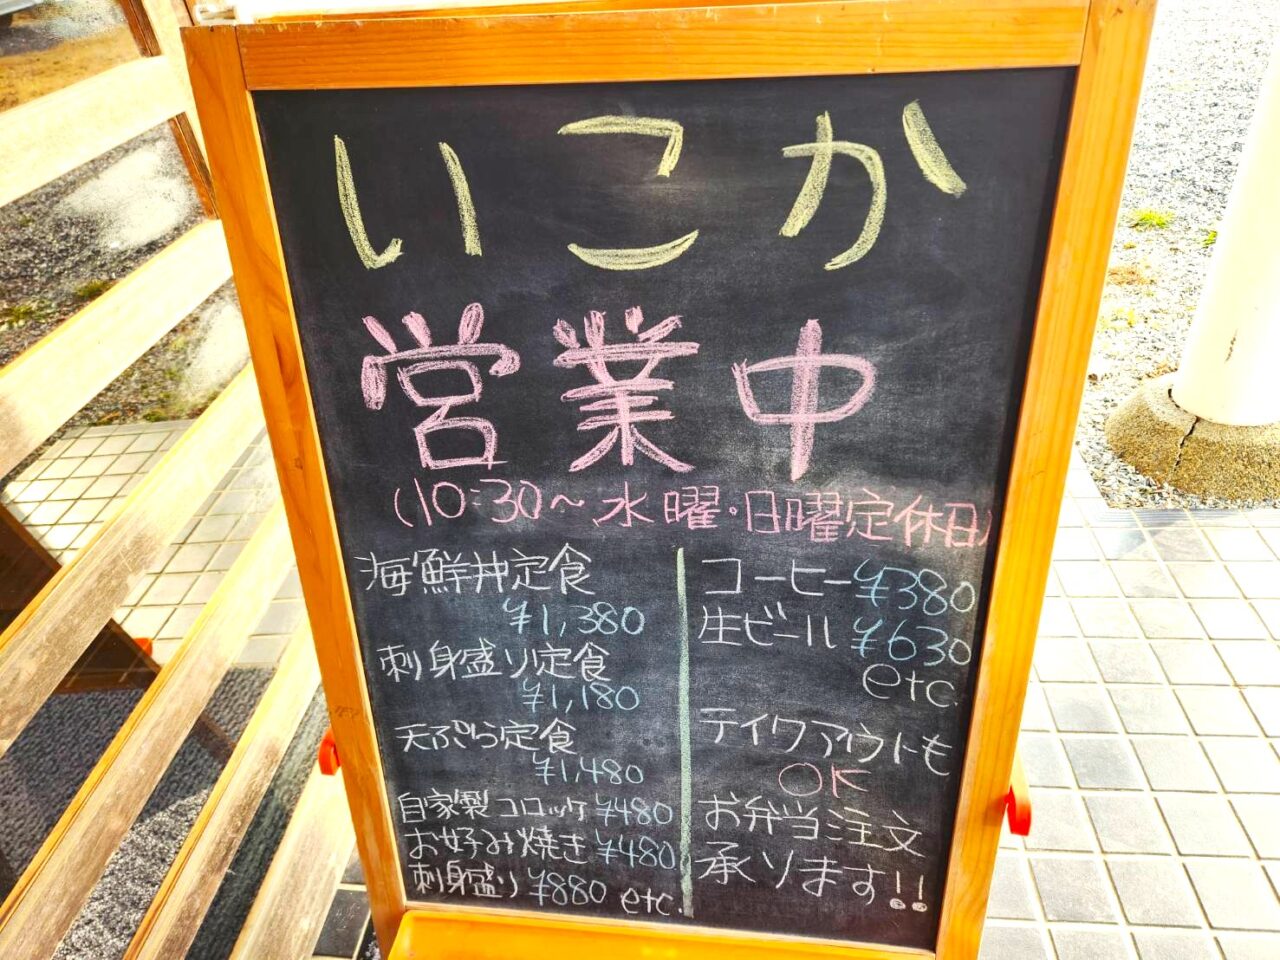 いこか
営業中
(10:30～水曜・日曜定休日)
海鮮丼定食
¥1,380
刺身盛り定食
¥1,180
天ぷら定食
¥1,480
自家製コロッケ ¥480
お好み焼き ¥480
刺身盛り ¥880 etc.
コーヒー ¥380
生ビール ¥630
etc.
テイクアウトも
OK
お弁当注文
承ります!!